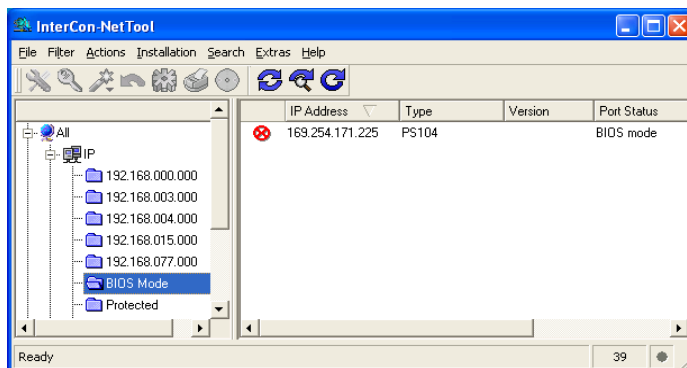 InterCon-NetTool
File Filter Actions Installation Search Extras Help
IP Address Type Version Port Status
169.254.171.225 PS104 BIOS mode
All
IP
192.168.000.000
192.168.003.000
192.168.004.000
192.168.015.000
192.168.077.000
BIOS Mode
Protected
Ready 39